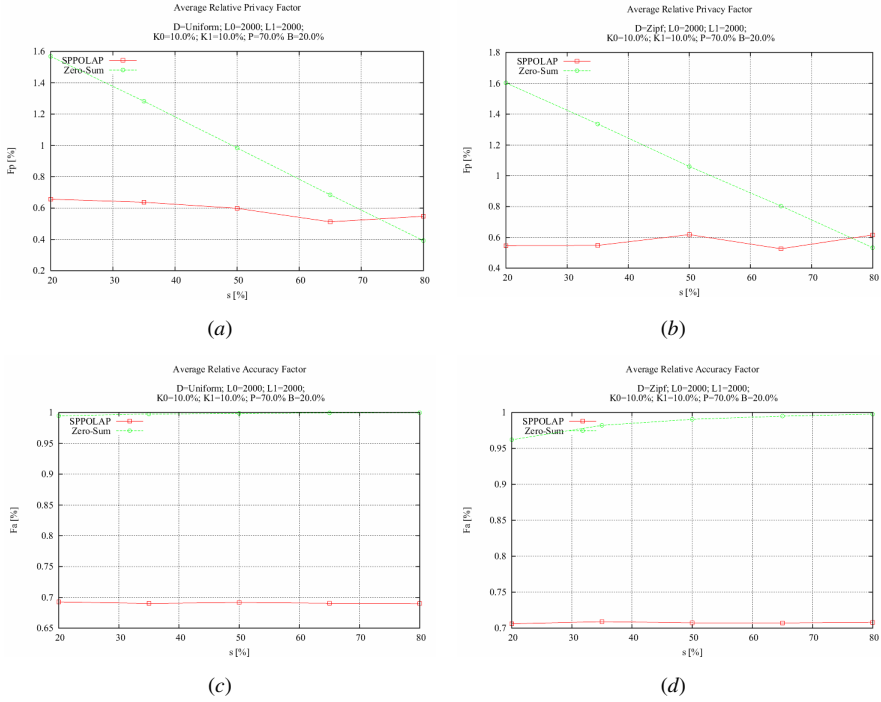 Average Relative Privacy Factor
D=Uniform; L0=2000; L1=2000;
K0=10.0%; K1=10.0%; P=70.0% B=20.0%
SPPOLAP
Zero-Sum
1.6
1.4
1.2
1
0.8
0.6
0.4
0.2
Fp [%]
20 30 40 50 60 70 80
s [%]
(a)
Average Relative Privacy Factor
D=Zipf; L0=2000; L1=2000;
K0=10.0%; K1=10.0%; P=70.0% B=20.0%
SPPOLAP
Zero-Sum
1.8
1.6
1.4
1.2
1
0.8
0.6
0.4
Fp [%]
20 30 40 50 60 70 80
s [%]
(b)
Average Relative Accuracy Factor
D=Uniform; L0=2000; L1=2000;
K0=10.0%; K1=10.0%; P=70.0% B=20.0%
SPPOLAP
Zero-Sum
1
0.95
0.9
0.85
0.8
0.75
0.7
0.65
Fa [%]
20 30 40 50 60 70 80
s [%]
(c)
Average Relative Accuracy Factor
D=Zipf; L0=2000; L1=2000;
K0=10.0%; K1=10.0%; P=70.0% B=20.0%
SPPOLAP
Zero-Sum
1
0.95
0.9
0.85
0.8
0.75
0.7
Fa [%]
20 30 40 50 60 70 80
s [%]
(d)